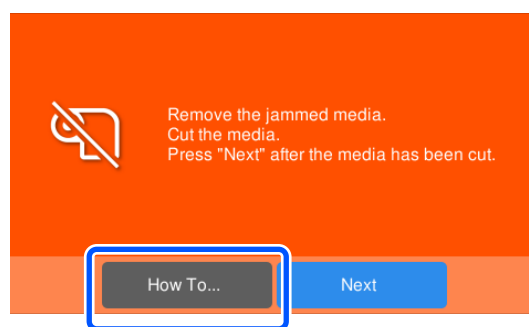 Remove the jammed media.
Cut the media.
Press "Next" after the media has been cut.
How To...
Next